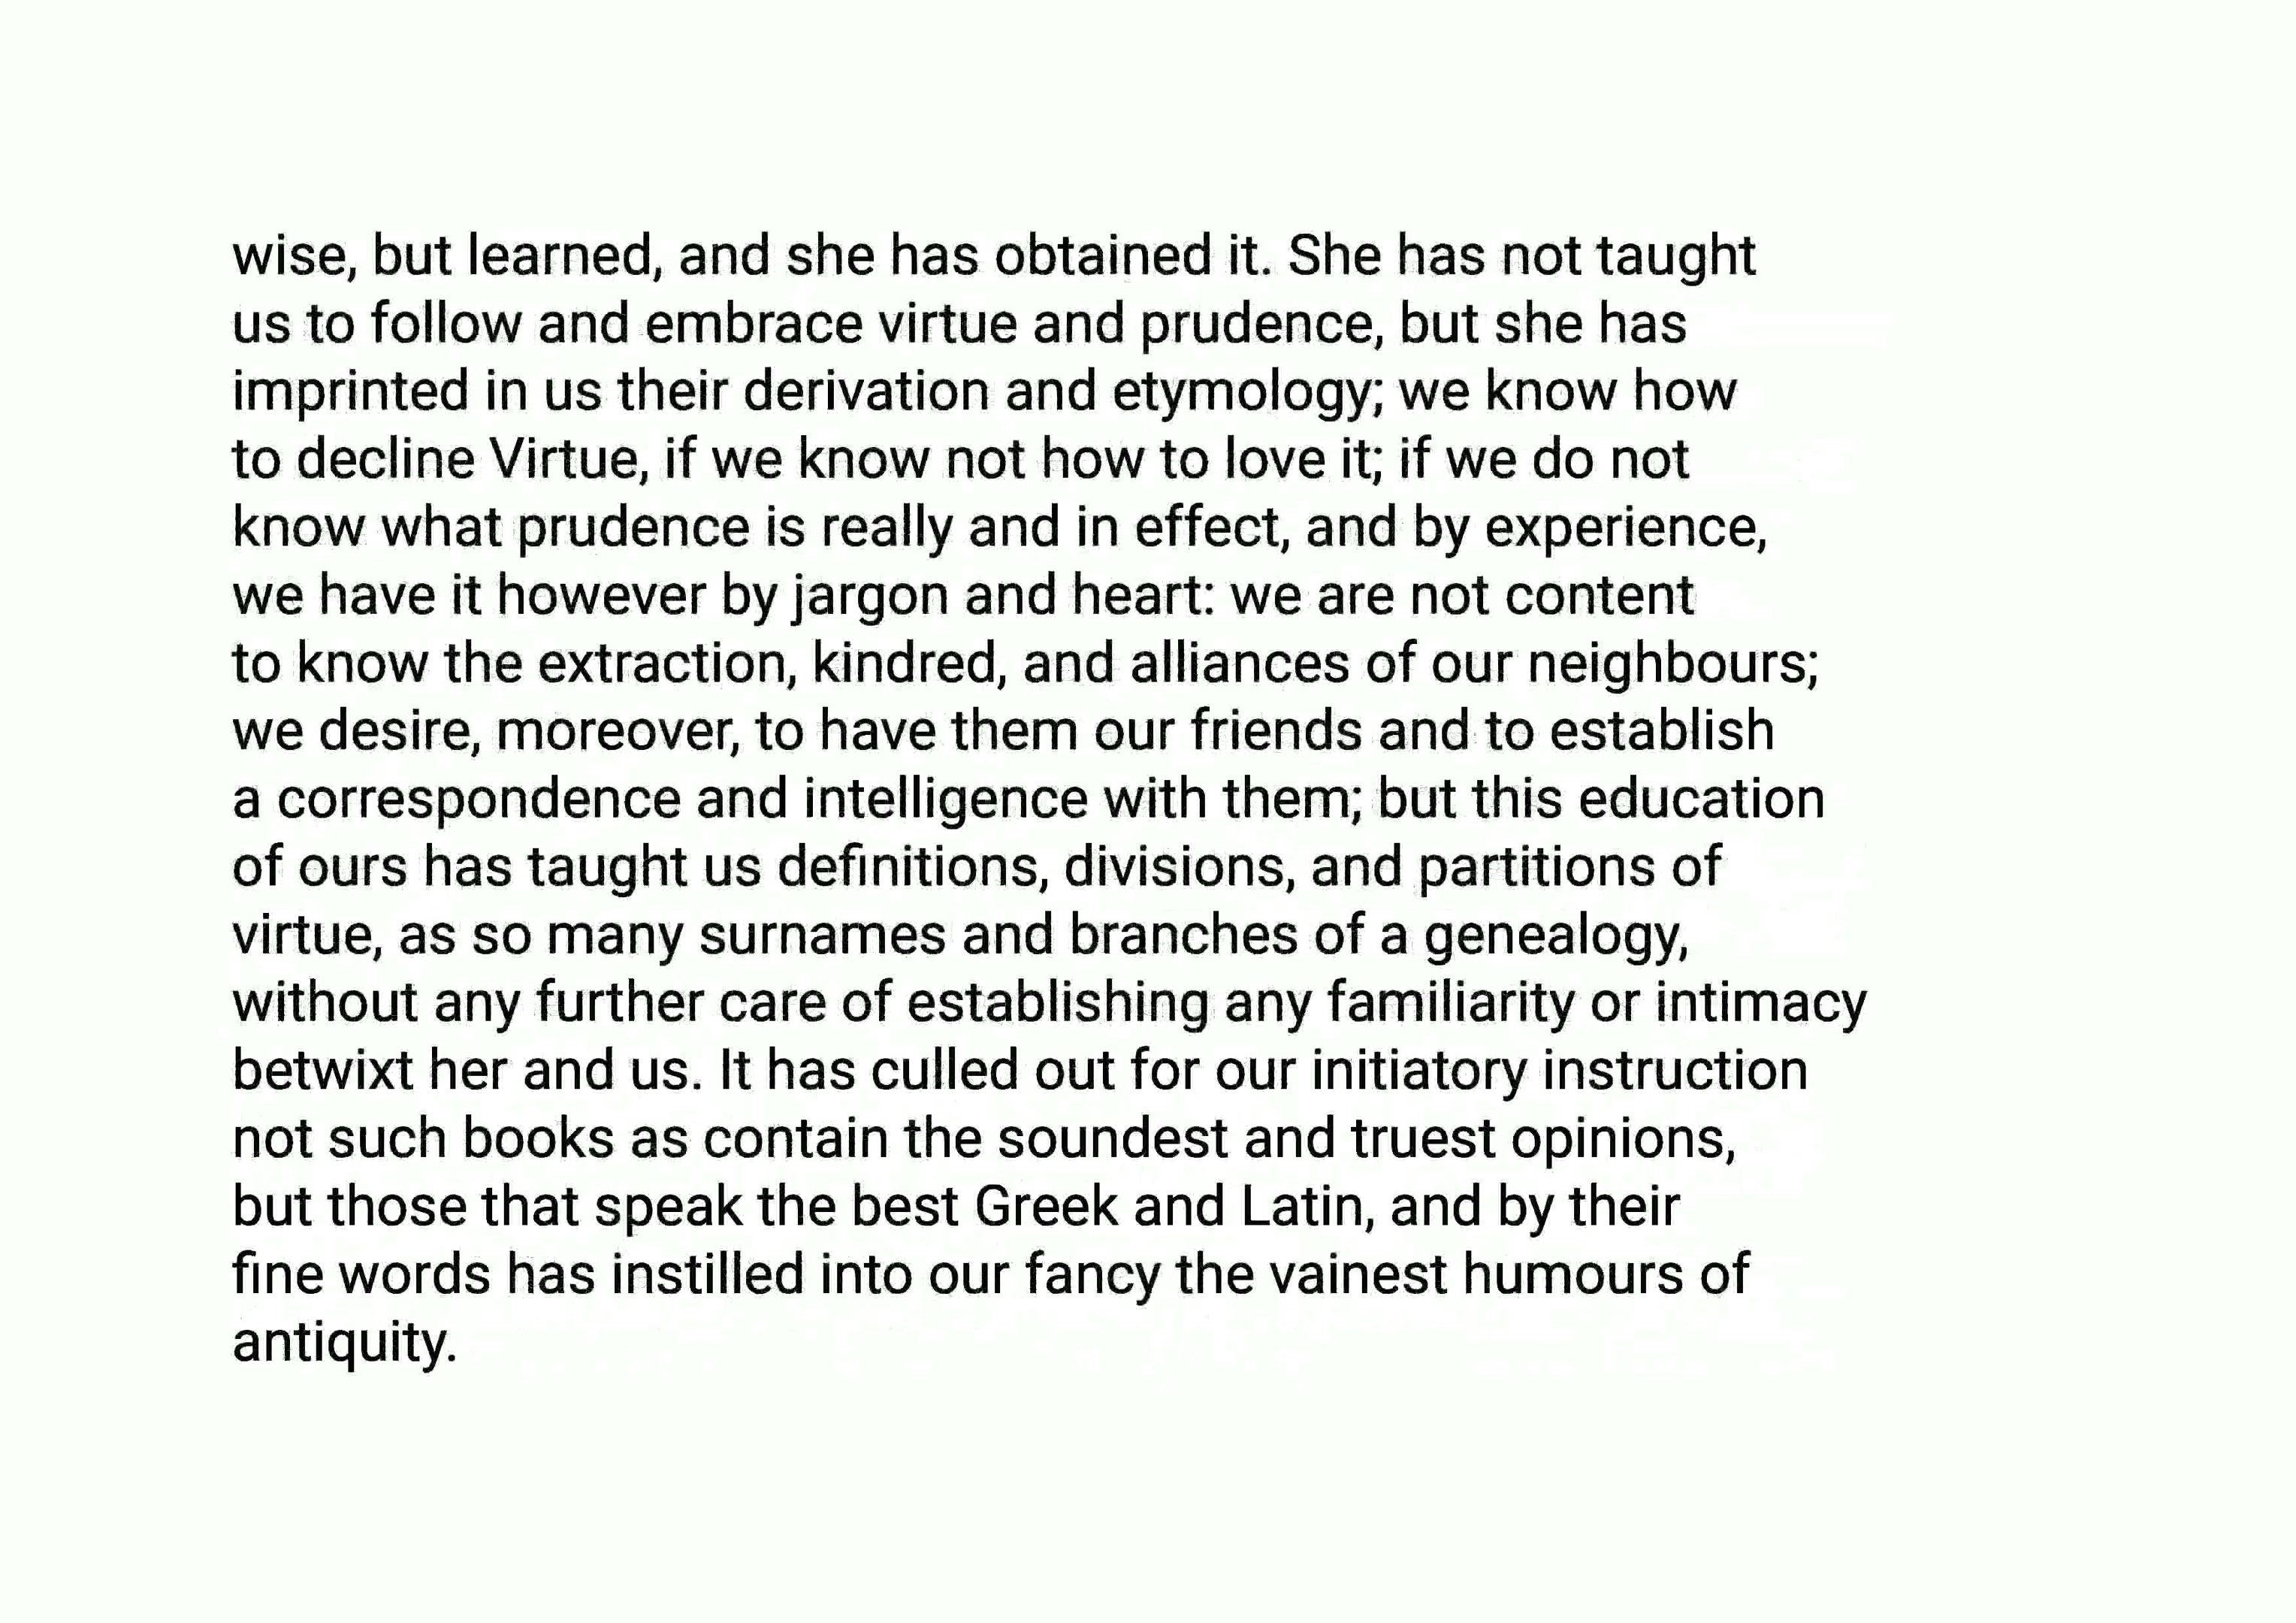 wise, but learned, and she has obtained it. She has not taught
us to follow and embrace virtue and prudence, but she has
imprinted in us their derivation and etymology; we know how
to decline Virtue, if we know not how to love it; if we do not
know what prudence is really and in effect, and by experience,
we have it however by jargon and heart: we are not content
to know the extraction, kindred, and alliances of our neighbours;
we desire, moreover, to have them our friends and to establish
a correspondence and intelligence with them; but this education
of ours has taught us definitions, divisions, and partitions of
virtue, as so many surnames and branches of a genealogy,
without any further care of establishing any familiarity or intimacy
betwixt her and us. It has culled out for our initiatory instruction
not such books as contain the soundest and truest opinions,
but those that speak the best Greek and Latin, and by their
fine words has instilled into our fancy the vainest humours of
antiquity.